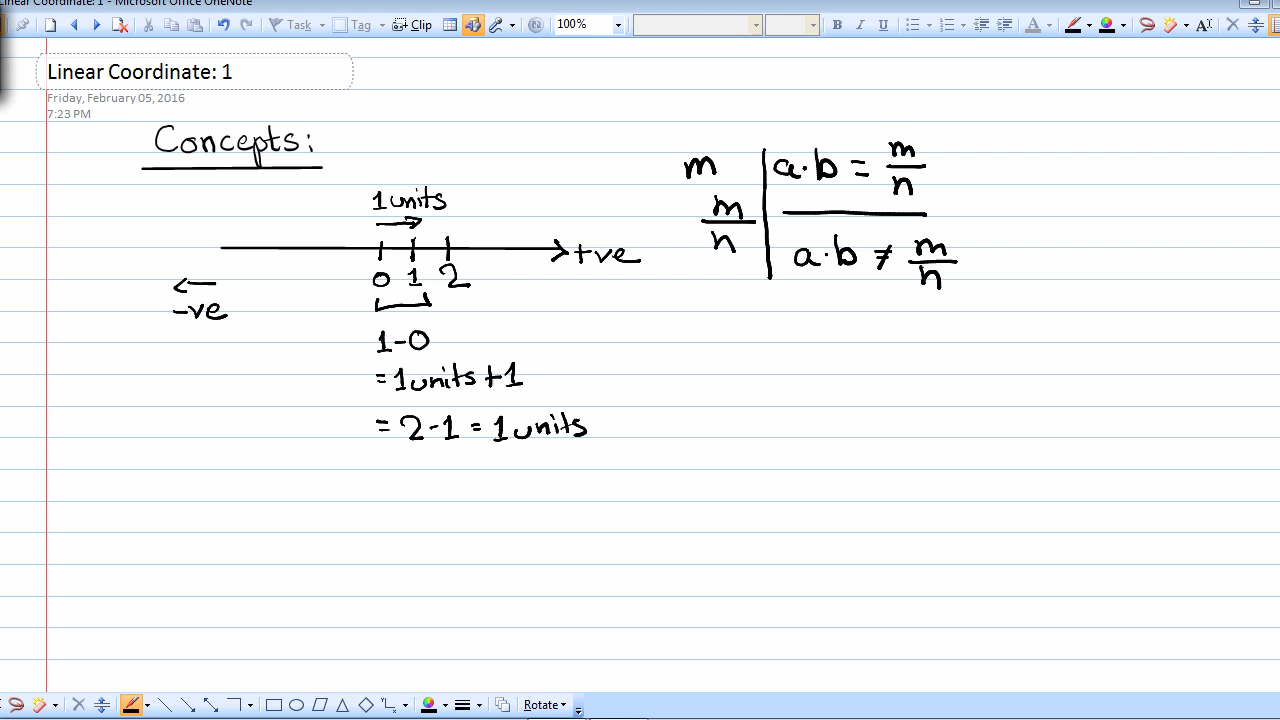 Linear Coordinate: 1 - Microsoft Office OneNote
Task Tag Clip 100% B I U A
Linear Coordinate: 1
Friday, February 05, 2016
7:23 PM
Concepts:
1 units
0 1 2
+ve
-ve
1-0
= 1 units + 1
= 2-1 = 1 units
m
m
n
a·b = m
n
a·b ≠ m
n
Rotate